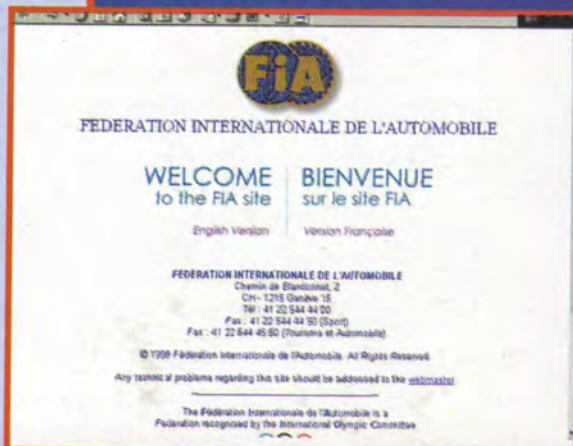 FiA
FEDERATION INTERNATIONALE DE L'AUTOMOBILE
WELCOME
to the FIA site
BIENVENUE
sur le site FIA
English Version
Version Française
FEDERATION INTERNATIONALE DE L'AUTOMOBILE
Chemin de Blandonnet, 2
CH - 1215 Genève 15
Tél : 41 22 544 44 00
Fax : 41 22 544 44 50 (Sport)
Fax : 41 22 544 45 50 (Tourisme et Automobile)
© 1998 Fédération Internationale de l'Automobile. All Rights Reserved
Any technical problems regarding this site should be addressed to the webmaster
The Fédération Internationale de l'Automobile is a
Federation recognised by the International Olympic Committee